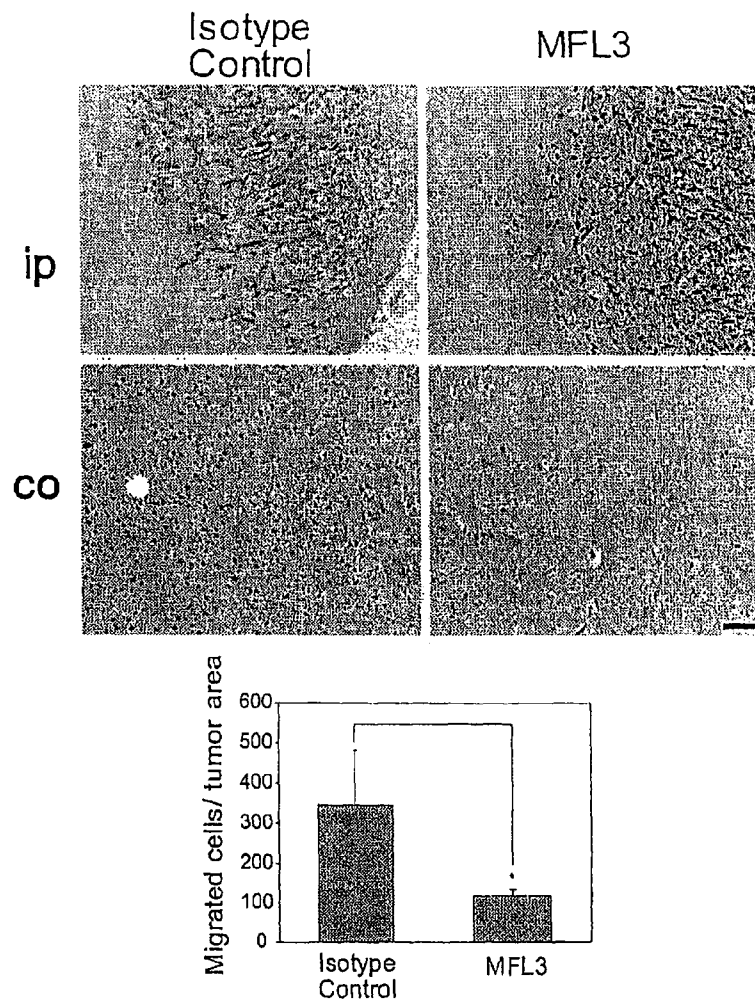 Isotype
Control
MFL3
ip
co
Migrated cells/ tumor area
600
500
400
300
200
100
0
*
Isotype
Control
MFL3